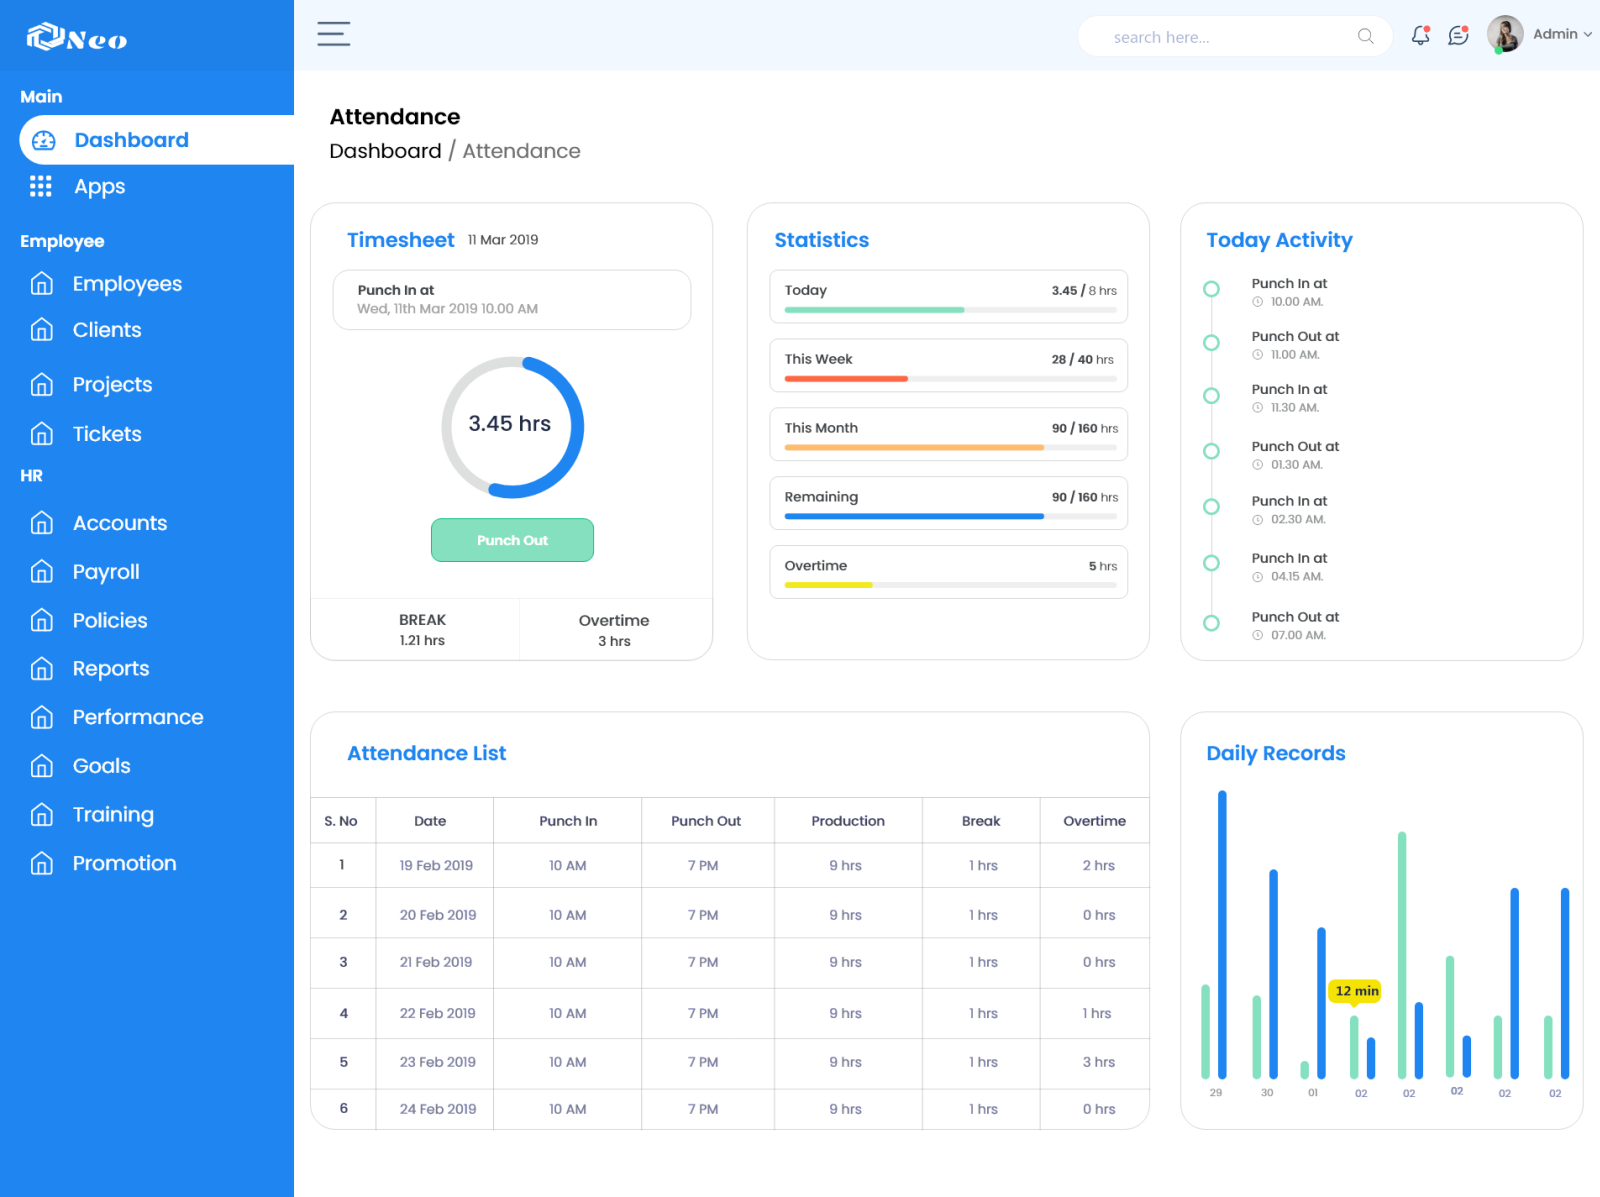 Neo
search here...
Admin
Main
Dashboard
Apps
Employee
Employees
Clients
Projects
Tickets
HR
Accounts
Payroll
Policies
Reports
Performance
Goals
Training
Promotion
Attendance
Dashboard / Attendance
Timesheet 11 Mar 2019
Punch In at
Wed, 11th Mar 2019 10.00 AM
3.45 hrs
Punch Out
BREAK
1.21 hrs
Overtime
3 hrs
Statistics
Today 3.45 / 8 hrs
This Week 28 / 40 hrs
This Month 90 / 160 hrs
Remaining 90 / 160 hrs
Overtime 5 hrs
Today Activity
Punch In at
10.00 AM.
Punch Out at
11.00 AM.
Punch In at
11.30 AM.
Punch Out at
01.30 AM.
Punch In at
02.30 AM.
Punch In at
04.15 AM.
Punch Out at
07.00 AM.
Attendance List
S. No Date Punch In Punch Out Production Break Overtime
1 19 Feb 2019 10 AM 7 PM 9 hrs 1 hrs 2 hrs
2 20 Feb 2019 10 AM 7 PM 9 hrs 1 hrs 0 hrs
3 21 Feb 2019 10 AM 7 PM 9 hrs 1 hrs 0 hrs
4 22 Feb 2019 10 AM 7 PM 9 hrs 1 hrs 1 hrs
5 23 Feb 2019 10 AM 7 PM 9 hrs 1 hrs 3 hrs
6 24 Feb 2019 10 AM 7 PM 9 hrs 1 hrs 0 hrs
Daily Records
12 min
29 30 01 02 02 02 02 02